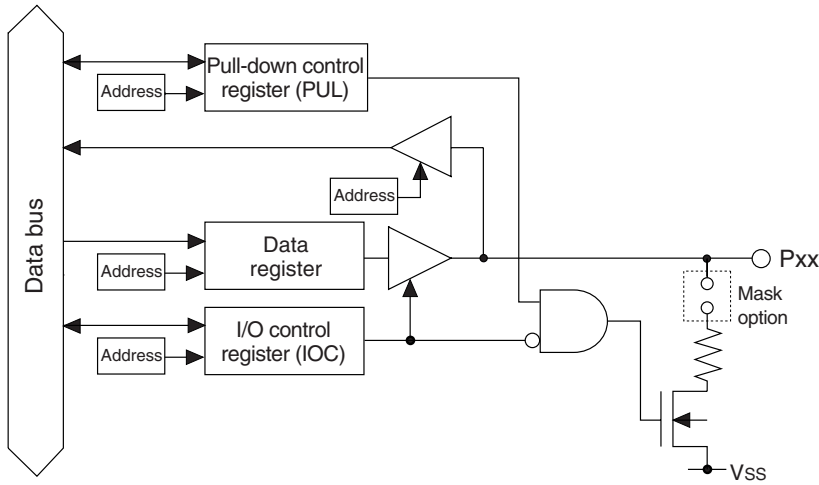 Data bus
Pull-down control
register (PUL)
Address
Address
Data
register
Address
Pxx
Mask
option
I/O control
register (IOC)
Address
VSS